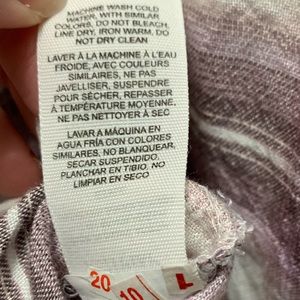 MACHINE WASH COLD
WATER, WITH SIMILAR
COLORS, DO NOT BLEACH,
LINE DRY, IRON WARM, DO
NOT DRY CLEAN
LAVER À LA MACHINE À L'EAU
FROIDE, AVEC COULEURS
SIMILAIRES, NE PAS
JAVELLISER, SUSPENDRE
POUR SÉCHER, REPASSER
À TEMPÉRATURE MOYENNE,
NE PAS NETTOYER À SEC
LAVAR A MÁQUINA EN
AGUA FRÍA CON COLORES
SIMILARES, NO BLANQUEAR,
SECAR SUSPENDIDO,
PLANCHAR EN TIBIO, NO
LIMPIAR EN SECO
20
10
L